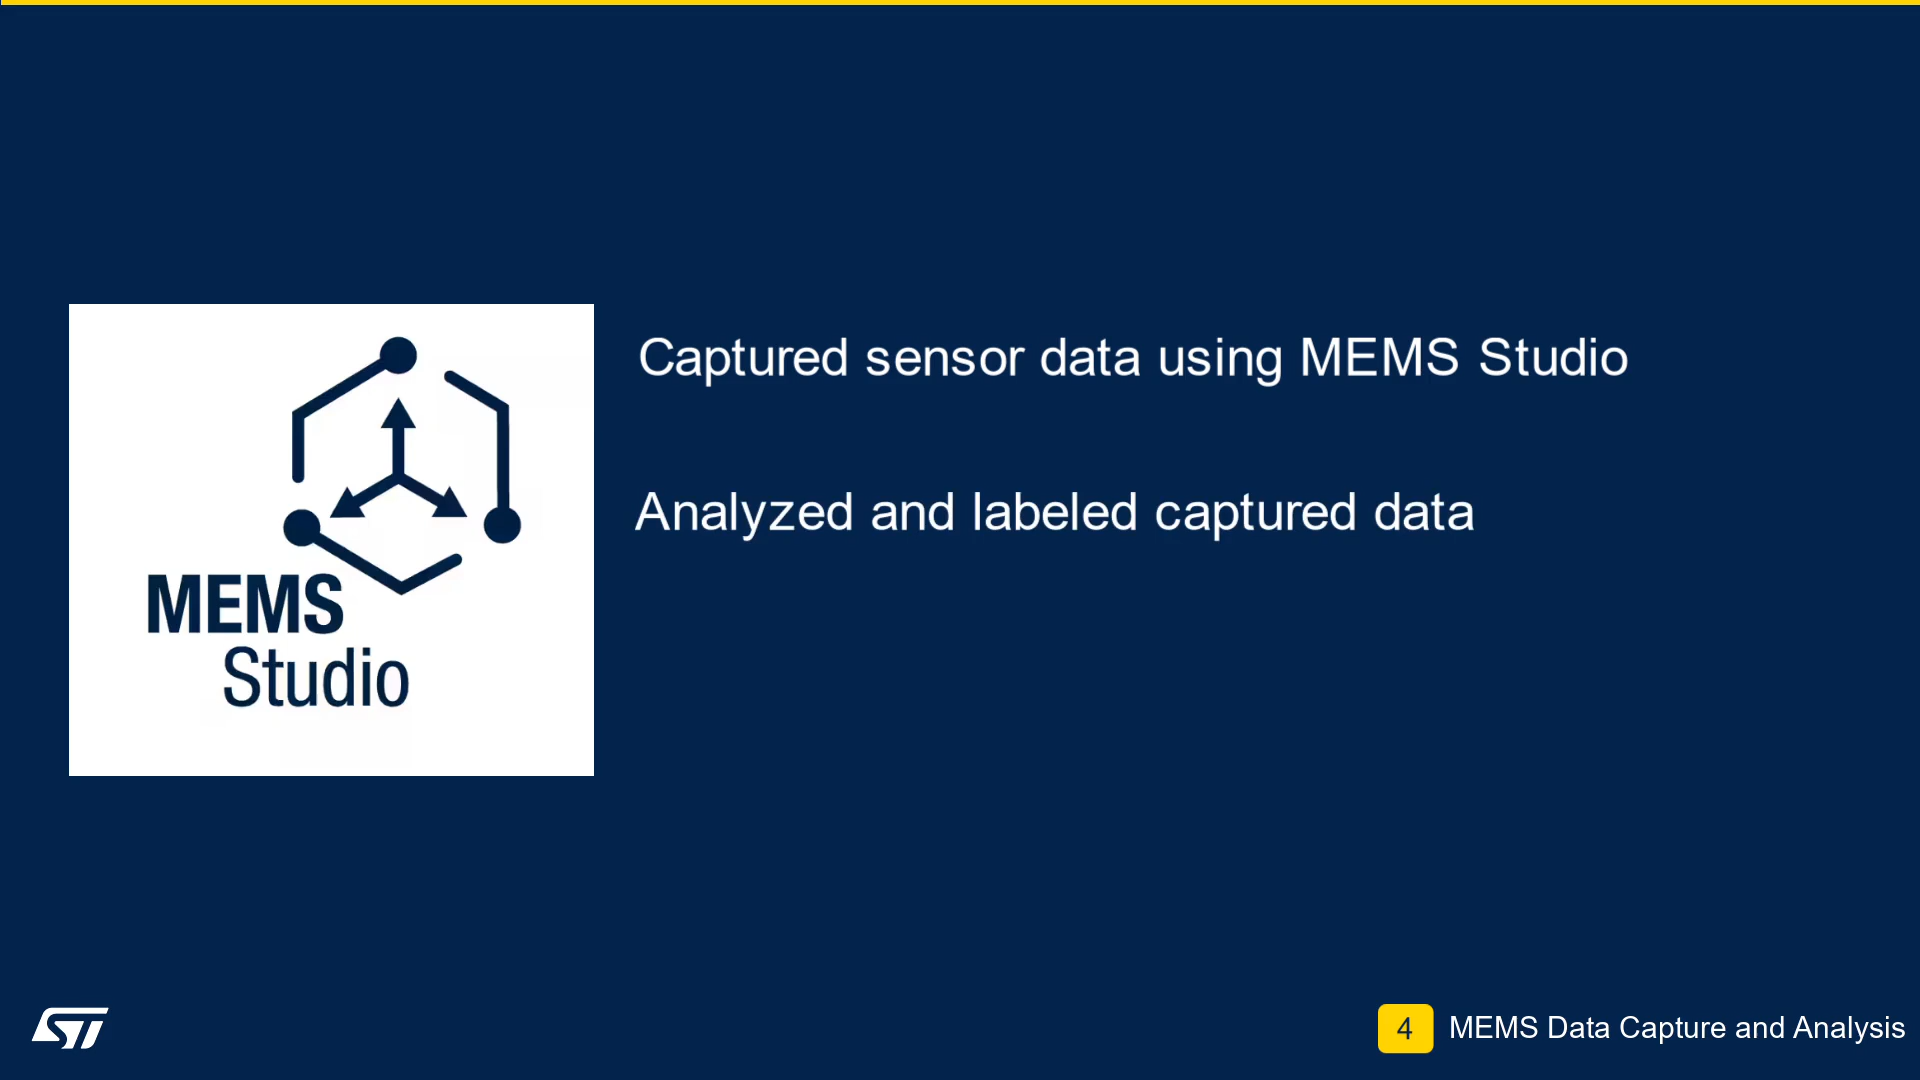 Captured sensor data using MEMS Studio
Analyzed and labeled captured data
MEMS
Studio
ST
4 MEMS Data Capture and Analysis